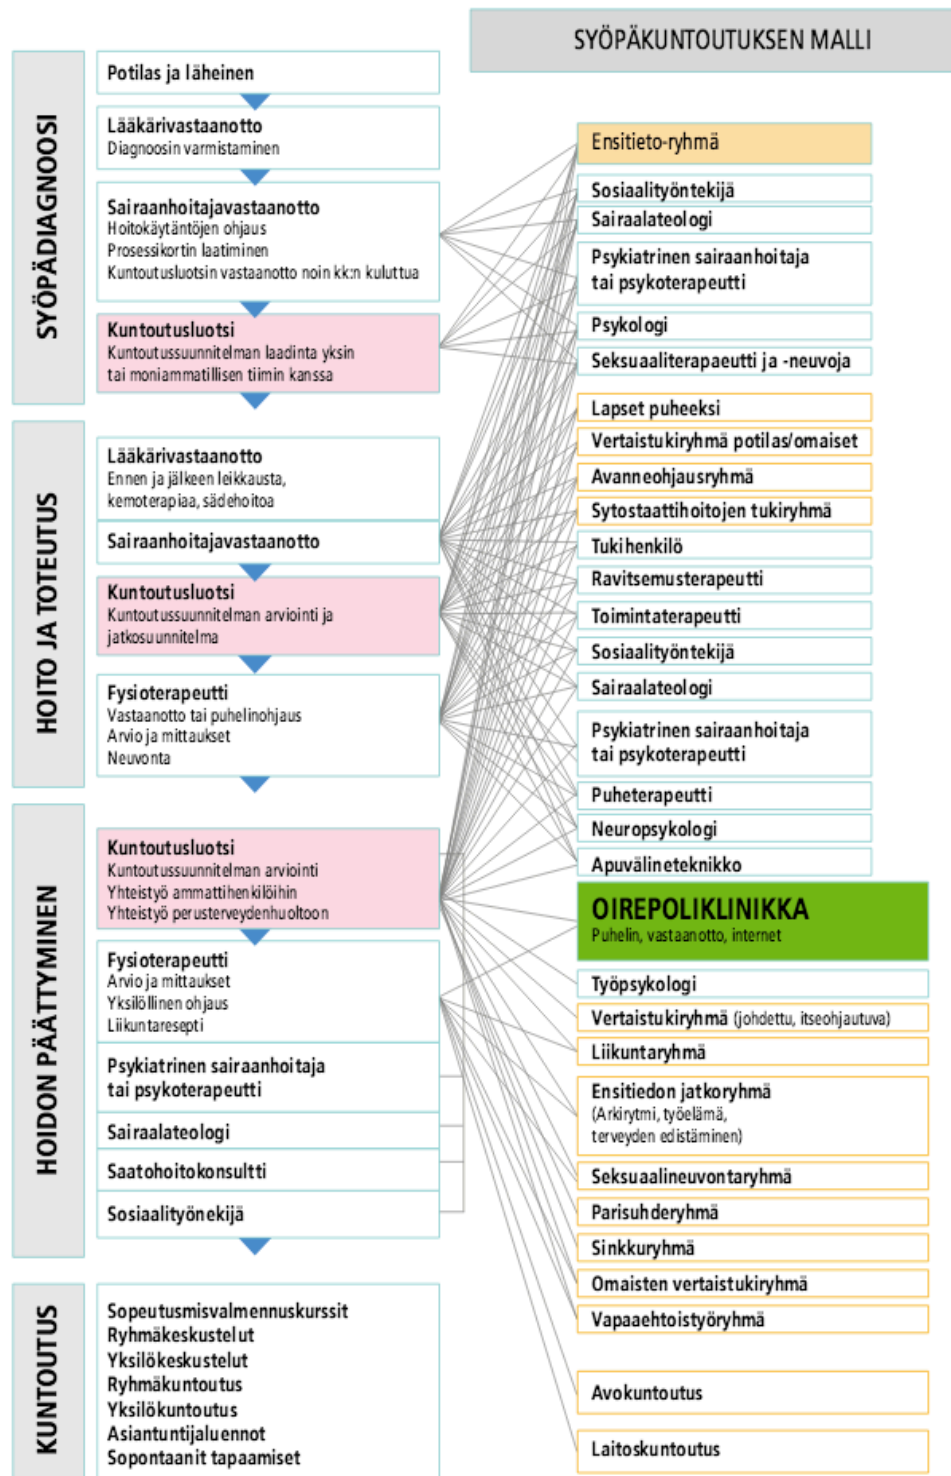 SYÖPÄKUNTOUTUKSEN MALLI
SYÖPÄDIAGNOOSI
Potilas ja läheinen
Lääkärivastaanotto
Diagnoosin varmistaminen
Sairaanhoitajavastaanotto
Hoitokäytäntöjen ohjaus
Prosessikortin laatiminen
Kuntoutusluotsin vastaanotto noin kk:n kuluttua
Kuntoutusluotsi
Kuntoutussuunnitelman laadinta yksin
tai moniammatillisen tiimin kanssa
HOITO JA TOTEUTUS
Lääkärivastaanotto
Ennen ja jälkeen leikkausta,
kemoterapiaa, sädehoitoa
Sairaanhoitajavastaanotto
Kuntoutusluotsi
Kuntoutussuunnitelman arviointi ja
jatkosuunnitelma
Fysioterapeutti
Vastaanotto tai puhelinohjaus
Arvio ja mittaukset
Neuvonta
HOIDON PÄÄTTYMINEN
Kuntoutusluotsi
Kuntoutussuunnitelman arviointi
Yhteistyö ammattihenkilöihin
Yhteistyö perusterveydenhuoltoon
Fysioterapeutti
Arvio ja mittaukset
Yksilöllinen ohjaus
Liikuntaresepti
Psykiatrinen sairaanhoitaja
tai psykoterapeutti
Sairaalateologi
Saatohoitokonsultti
Sosiaalityönekijä
KUNTOUTUS
Sopeutusmisvalmennuskurssit
Ryhmäkeskustelut
Yksilökeskustelut
Ryhmäkuntoutus
Yksilökuntoutus
Asiantuntijaluennot
Sopontaanit tapaamiset
Ensitieto-ryhmä
Sosiaalityöntekijä
Sairaalateologi
Psykiatrinen sairaanhoitaja
tai psykoterapeutti
Psykologi
Seksuaaliterapaeutti ja -neuvoja
Lapset puheeksi
Vertaistukiryhmä potilas/omaiset
Avanneohjausryhmä
Sytostaattihoitojen tukiryhmä
Tukihenkilö
Ravitsemusterapeutti
Toimintaterapeutti
Sosiaalityöntekijä
Sairaalateologi
Psykiatrinen sairaanhoitaja
tai psykoterapeutti
Puheterapeutti
Neuropsykologi
Apuvälineteknikko
OIREPOLIKLINIKKA
Puhelin, vastaanotto, internet
Työpsykologi
Vertaistukiryhmä (johdettu, itseohjautuva)
Liikuntaryhmä
Ensitiedon jatkoryhmä
(Arkirytmi, työelämä,
terveyden edistäminen)
Seksuaalineuvontaryhmä
Parisuhderyhmä
Sinkkuryhmä
Omaisten vertaistukiryhmä
Vapaaehtoistyöryhmä
Avokuntoutus
Laitoskuntoutus